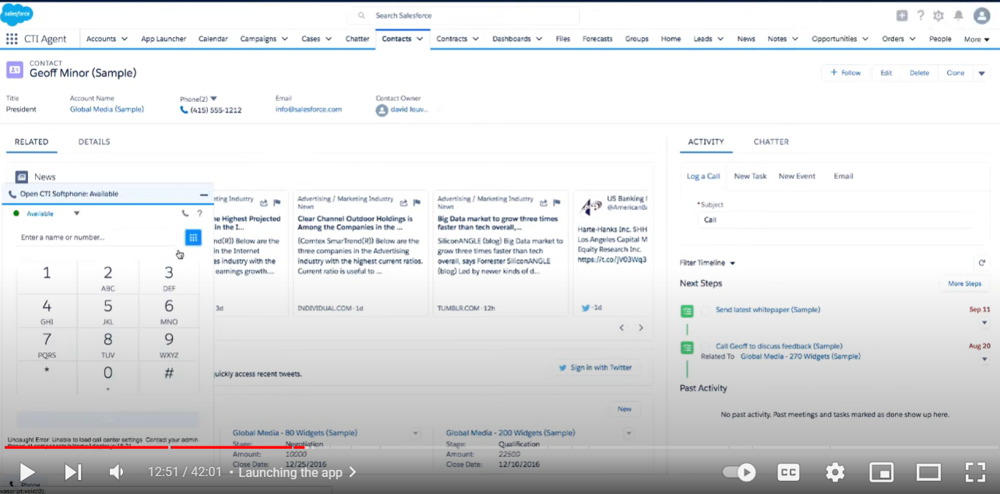 salesforce
Search Salesforce
CTI Agent
Accounts
App Launcher
Calendar
Campaigns
Cases
Chatter
Contacts
Contracts
Dashboards
Files
Forecasts
Groups
Home
Leads
News
Notes
Opportunities
Orders
People
More
CONTACT
Geoff Minor (Sample)
+ Follow
Edit
Delete
Clone
Title
Account Name
Phone(2)
Email
Contact Owner
President
Global Media (Sample)
(415) 555-1212
info@salesforce.com
david louv...
RELATED
DETAILS
News
Open CTI Softphone: Available
Available
?
Enter a name or number...
1
2
ABC
3
DEF
4
GHI
5
JKL
6
MNO
7
PQRS
8
TUV
9
WXYZ
*
0
#
Uncaught Error: Unable to load call center settings. Contact your admin.
Phone
ting Industry
e Highest Projected
in the I...
nd(R)) Below are the
in the Internet
es industry with the
earnings growth....
3d
Advertising / Marketing Industry
News
Clear Channel Outdoor Holdings is
Among the Companies in the ...
(Comtex SmarTrend(R)) Below are the
three companies in the Advertising
industry with the highest current ratios.
Current ratio is useful to ...
INDIVIDUAL.COM · 1d
Advertising / Marketing Industry
News
Big Data market to grow three times
faster than tech overall,...
SiliconANGLE (blog) Big Data market to
grow three times faster than tech
overall, says Forrester SiliconANGLE
(blog) Led by newer kinds of d...
TUMBLR.COM · 12h
US Banking
@AmericanBa
Harte-Hanks Inc. $HH
Los Angeles Capital M
Equity Research Inc.
https://t.co/jV03Wq3
· 1d
Sign in with Twitter
quickly access recent tweets.
New
Global Media - 80 Widgets (Sample)
Stage: Negotiation
Amount: 10000
Close Date: 12/25/2016
Global Media - 200 Widgets (Sample)
Stage: Qualification
Amount: 22500
Close Date: 12/10/2016
ACTIVITY
CHATTER
Log a Call
New Task
New Event
Email
*Subject
Call
Filter Timeline
Next Steps
More Steps
Send latest whitepaper (Sample)
Sep 11
Call Geoff to discuss feedback (Sample)
Aug 20
Related To Global Media - 270 Widgets (Sample)
Past Activity
No past activity. Past meetings and tasks marked as done show up here.
12:51 / 42:01 • Launching the app
CC
vascript:void(0);